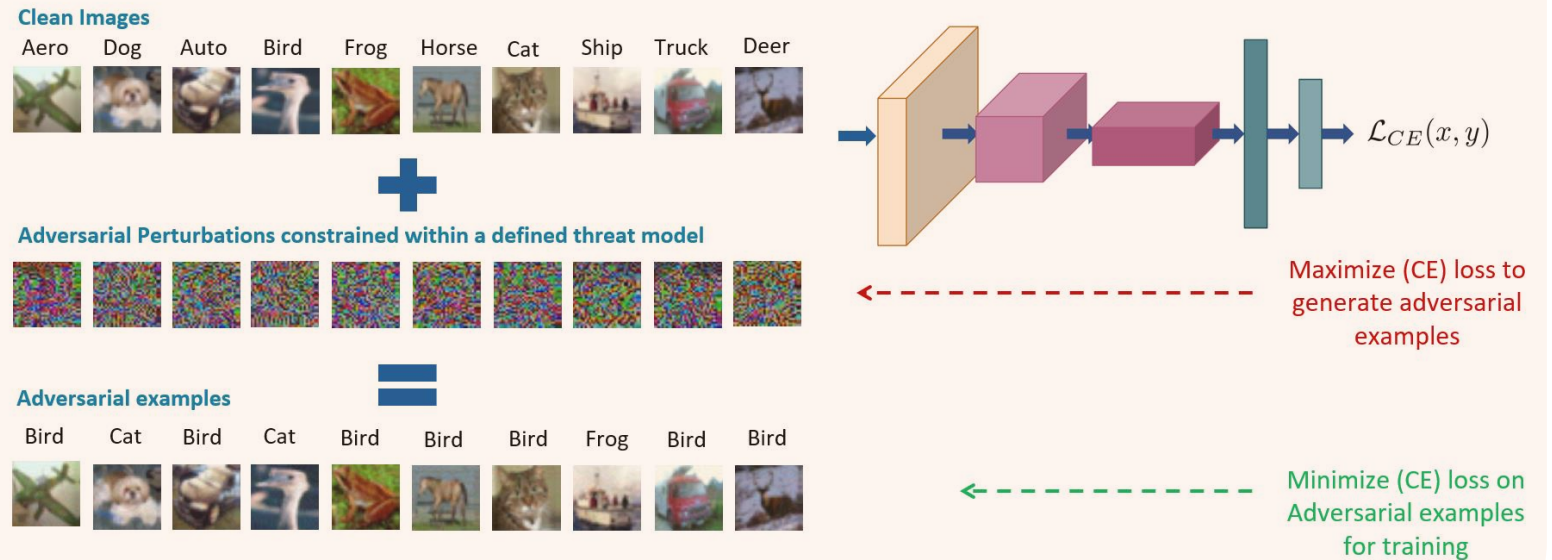 Clean Images
Aero Dog Auto Bird Frog Horse Cat Ship Truck Deer
$\mathcal{L}_{CE}(x, y)$
Adversarial Perturbations constrained within a defined threat model
Maximize (CE) loss to
generate adversarial
examples
Adversarial examples
Bird Cat Bird Cat Bird Bird Bird Frog Bird Bird
Minimize (CE) loss on
Adversarial examples
for training